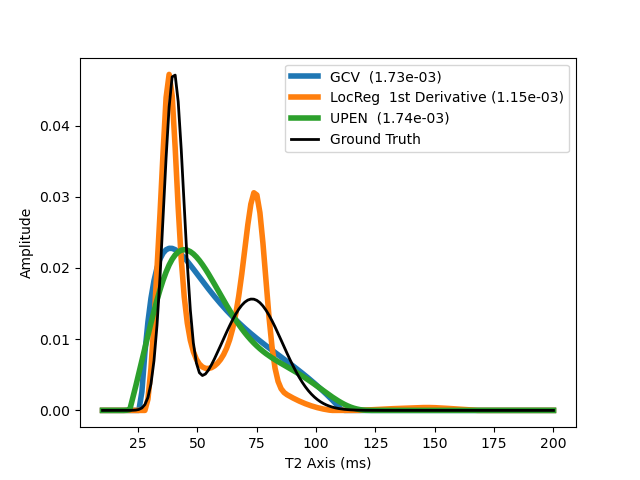 GCV  (1.73e-03)
LocReg  1st Derivative (1.15e-03)
UPEN  (1.74e-03)
Ground Truth
Amplitude
0.04
0.03
0.02
0.01
0.00
25 50 75 100 125 150 175 200
T2 Axis (ms)